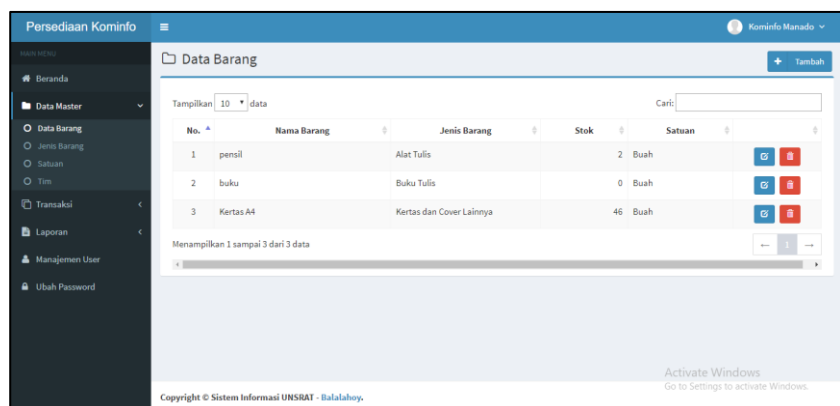 Persediaan Kominfo
Kominfo Manado
MAIN MENU
Beranda
Data Master
Data Barang
Jenis Barang
Satuan
Tim
Transaksi
Laporan
Manajemen User
Ubah Password
Data Barang
Tambah
Tampilkan 10 data
Cari:
No. Nama Barang Jenis Barang Stok Satuan
1 pensil Alat Tulis 2 Buah
2 buku Buku Tulis 0 Buah
3 Kertas A4 Kertas dan Cover Lainnya 46 Buah
Menampilkan 1 sampai 3 dari 3 data
← 1 →
Activate Windows
Go to Settings to activate Windows.
Copyright © Sistem Informasi UNSRAT - Balalahoy.